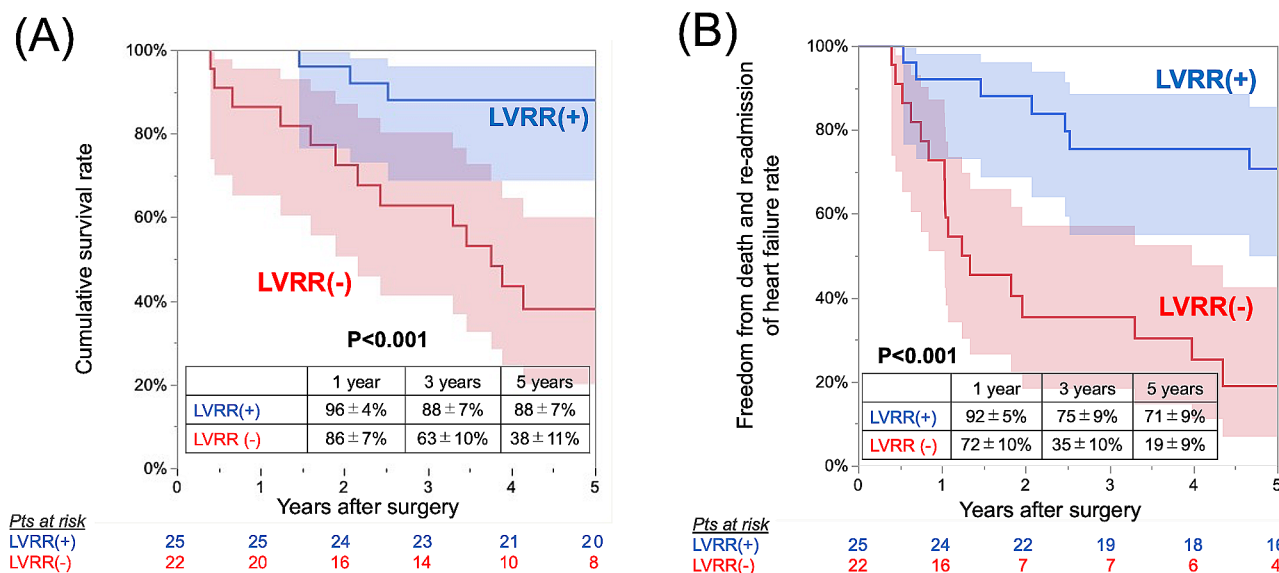 (A)
Cumulative survival rate
100%
80%
60%
40%
20%
0%
LVRR(+)
LVRR(-)
P<0.001
1 year 3 years 5 years
LVRR(+) 96±4% 88±7% 88±7%
LVRR (-) 86±7% 63±10% 38±11%
0 1 2 3 4 5
Years after surgery
Pts at risk
LVRR(+) 25 25 24 23 21 20
LVRR(-) 22 20 16 14 10 8
(B)
Freedom from death and re-admission
of heart failure rate
100%
80%
60%
40%
20%
0%
LVRR(+)
LVRR(-)
P<0.001
1 year 3 years 5 years
LVRR(+) 92±5% 75±9% 71±9%
LVRR (-) 72±10% 35±10% 19±9%
0 1 2 3 4 5
Years after surgery
Pts at risk
LVRR(+) 25 24 22 19 18 16
LVRR(-) 22 16 7 7 6 4